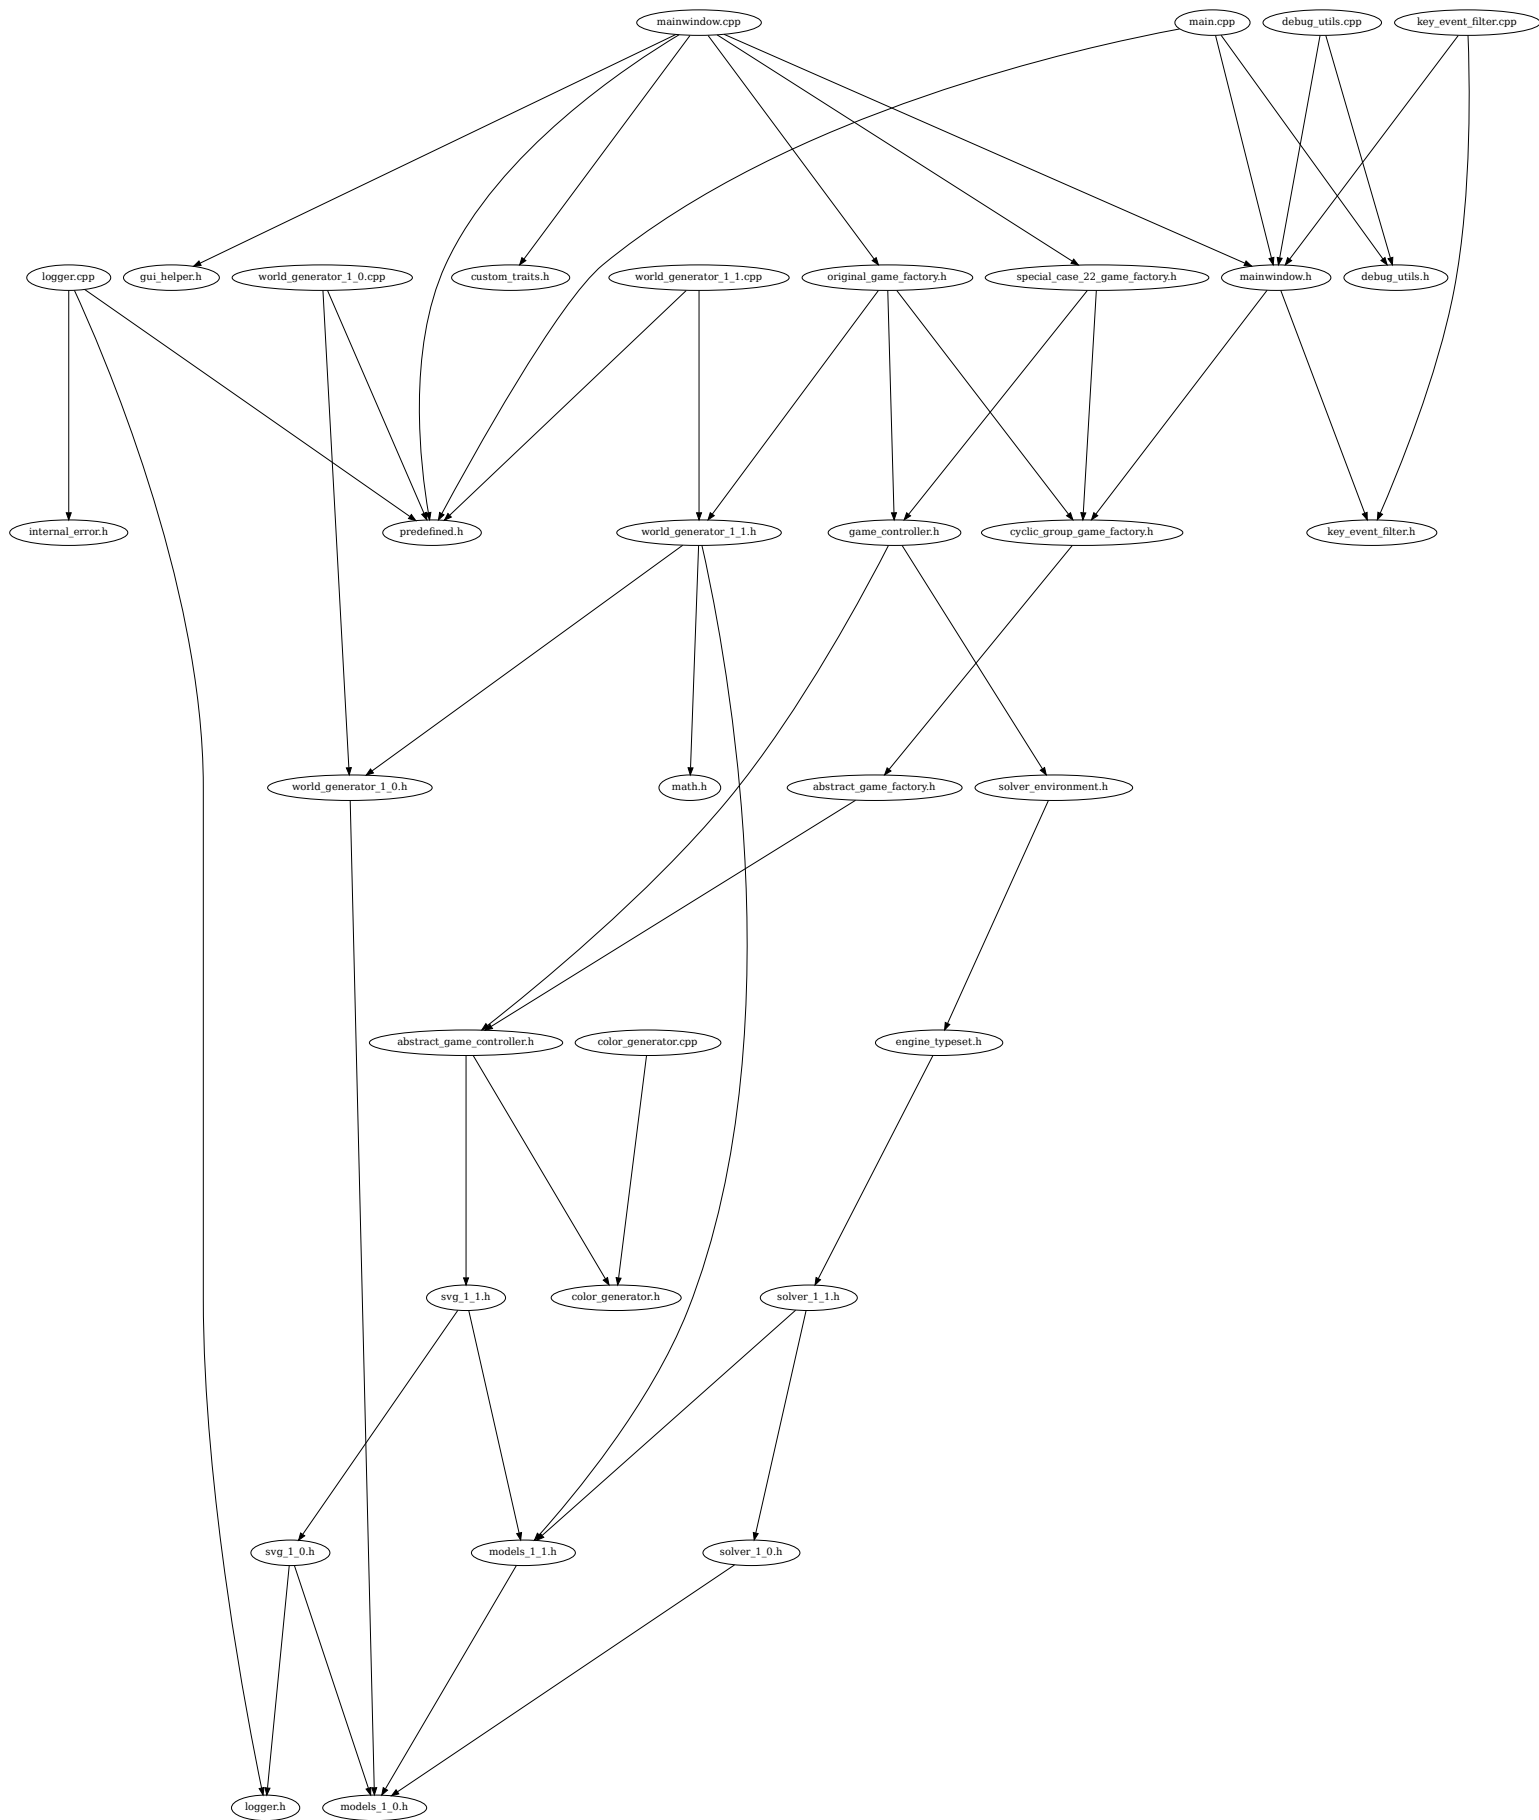 mainwindow.cpp
main.cpp
debug_utils.cpp
key_event_filter.cpp
logger.cpp
gui_helper.h
world_generator_1_0.cpp
custom_traits.h
world_generator_1_1.cpp
original_game_factory.h
special_case_22_game_factory.h
mainwindow.h
debug_utils.h
internal_error.h
predefined.h
world_generator_1_1.h
game_controller.h
cyclic_group_game_factory.h
key_event_filter.h
world_generator_1_0.h
math.h
abstract_game_factory.h
solver_environment.h
abstract_game_controller.h
color_generator.cpp
engine_typeset.h
svg_1_1.h
color_generator.h
solver_1_1.h
svg_1_0.h
models_1_1.h
solver_1_0.h
logger.h
models_1_0.h